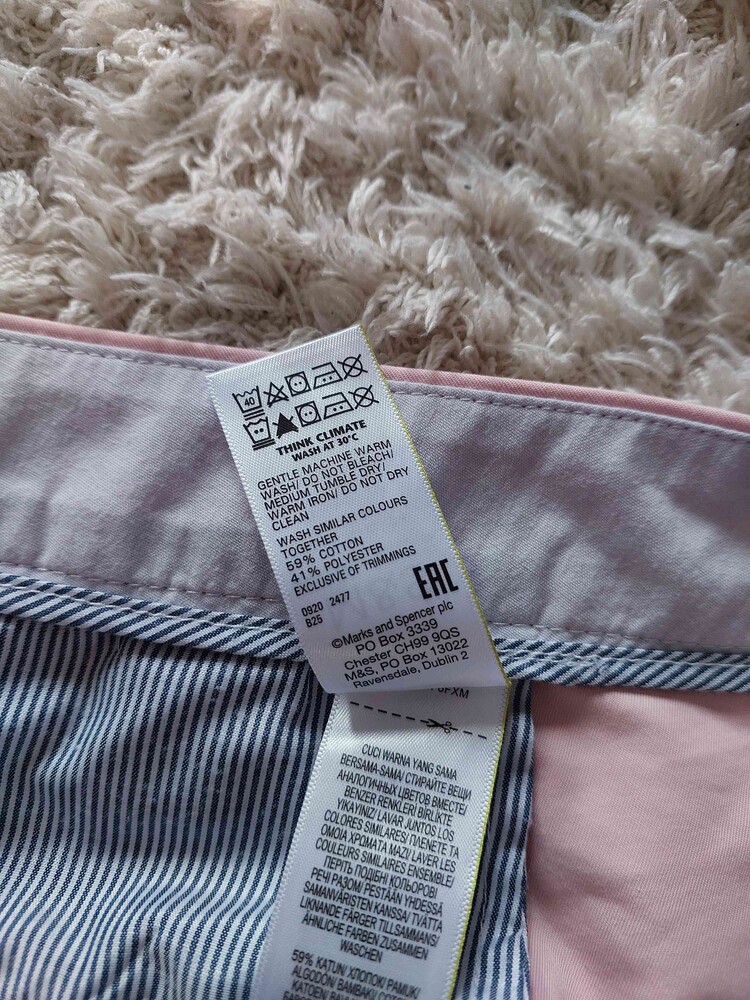 40
THINK CLIMATE
WASH AT 30°C
GENTLE MACHINE WARM
WASH/ DO NOT BLEACH/
MEDIUM TUMBLE DRY/
WARM IRON/ DO NOT DRY
CLEAN
WASH SIMILAR COLOURS
TOGETHER
59% COTTON
41% POLYESTER
EXCLUSIVE OF TRIMMINGS
0920 2477
B25
EAC
©Marks and Spencer plc
PO Box 3339
Chester CH99 9QS
M&S, PO Box 13022
Ravensdale, Dublin 2
CUCI WARNA YANG SAMA
BERSAMA-SAMA/ СТИРАЙТЕ ВЕЩИ
АНАЛОГИЧНЫХ ЦВЕТОВ ВМЕСТЕ/
BENZER RENKLERİ BİRLİKTE
YIKAYINIZ/ LAVAR JUNTOS LOS
COLORES SIMILARES/ ΠΛΕΝΕΤΕ ΤΑ
ΟΜΟΙΑ ΧΡΩΜΑΤΑ ΜΑΖΙ/ LAVER LES
COULEURS SIMILAIRES ENSEMBLE/
ПЕРІТЬ ПОДІБНІ КОЛЬОРОВІ
РЕЧІ РАЗОМ/ PESTÄÄN YHDESSÄ
SAMANVÄRISTEN KANSSA/ TVÄTTA
LIKNANDE FÄRGER TILLSAMMANS/
ÄHNLICHE FARBEN ZUSAMMEN
WASCHEN
59% KATUN/ ХЛОПОК/ PAMUK/
ALGODÓN/ ΒΑΜΒΑΚΙ/